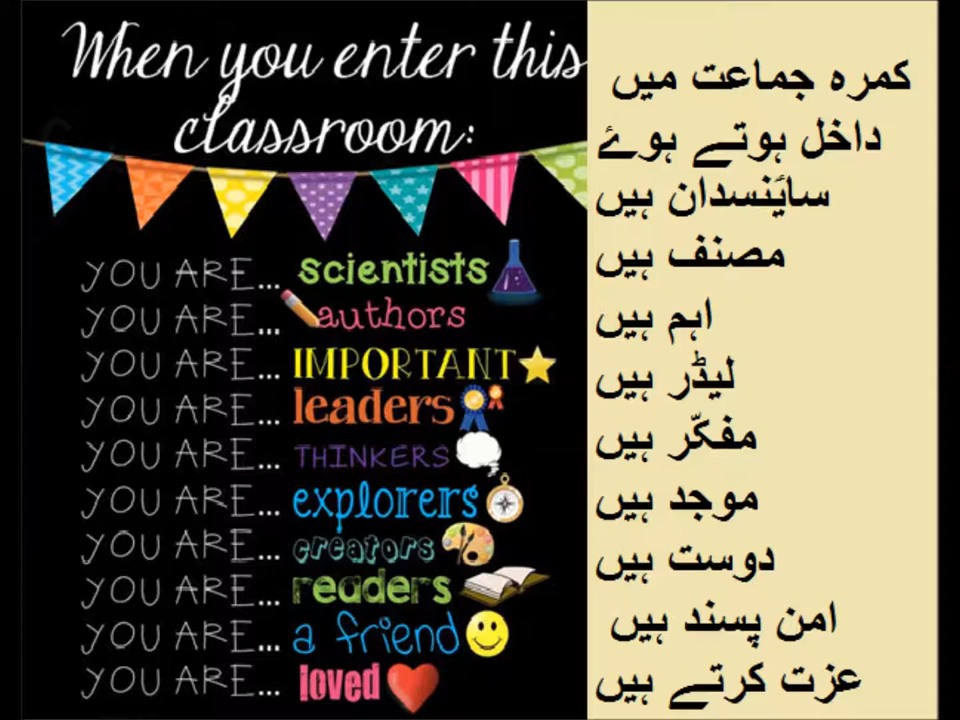 When you enter this
classroom:
YOU ARE... scientists
YOU ARE... authors
YOU ARE... IMPORTANT
YOU ARE... leaders
YOU ARE... THINKERS
YOU ARE... explorers
YOU ARE... creators
YOU ARE... readers
YOU ARE... a friend
YOU ARE... loved
کمرہ جماعت میں
داخل ہوتے ہوۓ
سایٔنسدان ہیں
مصنف ہیں
اہم ہیں
لیڈر ہیں
مفکّر ہیں
موجد ہیں
دوست ہیں
امن پسند ہیں
عزت کرتے ہیں